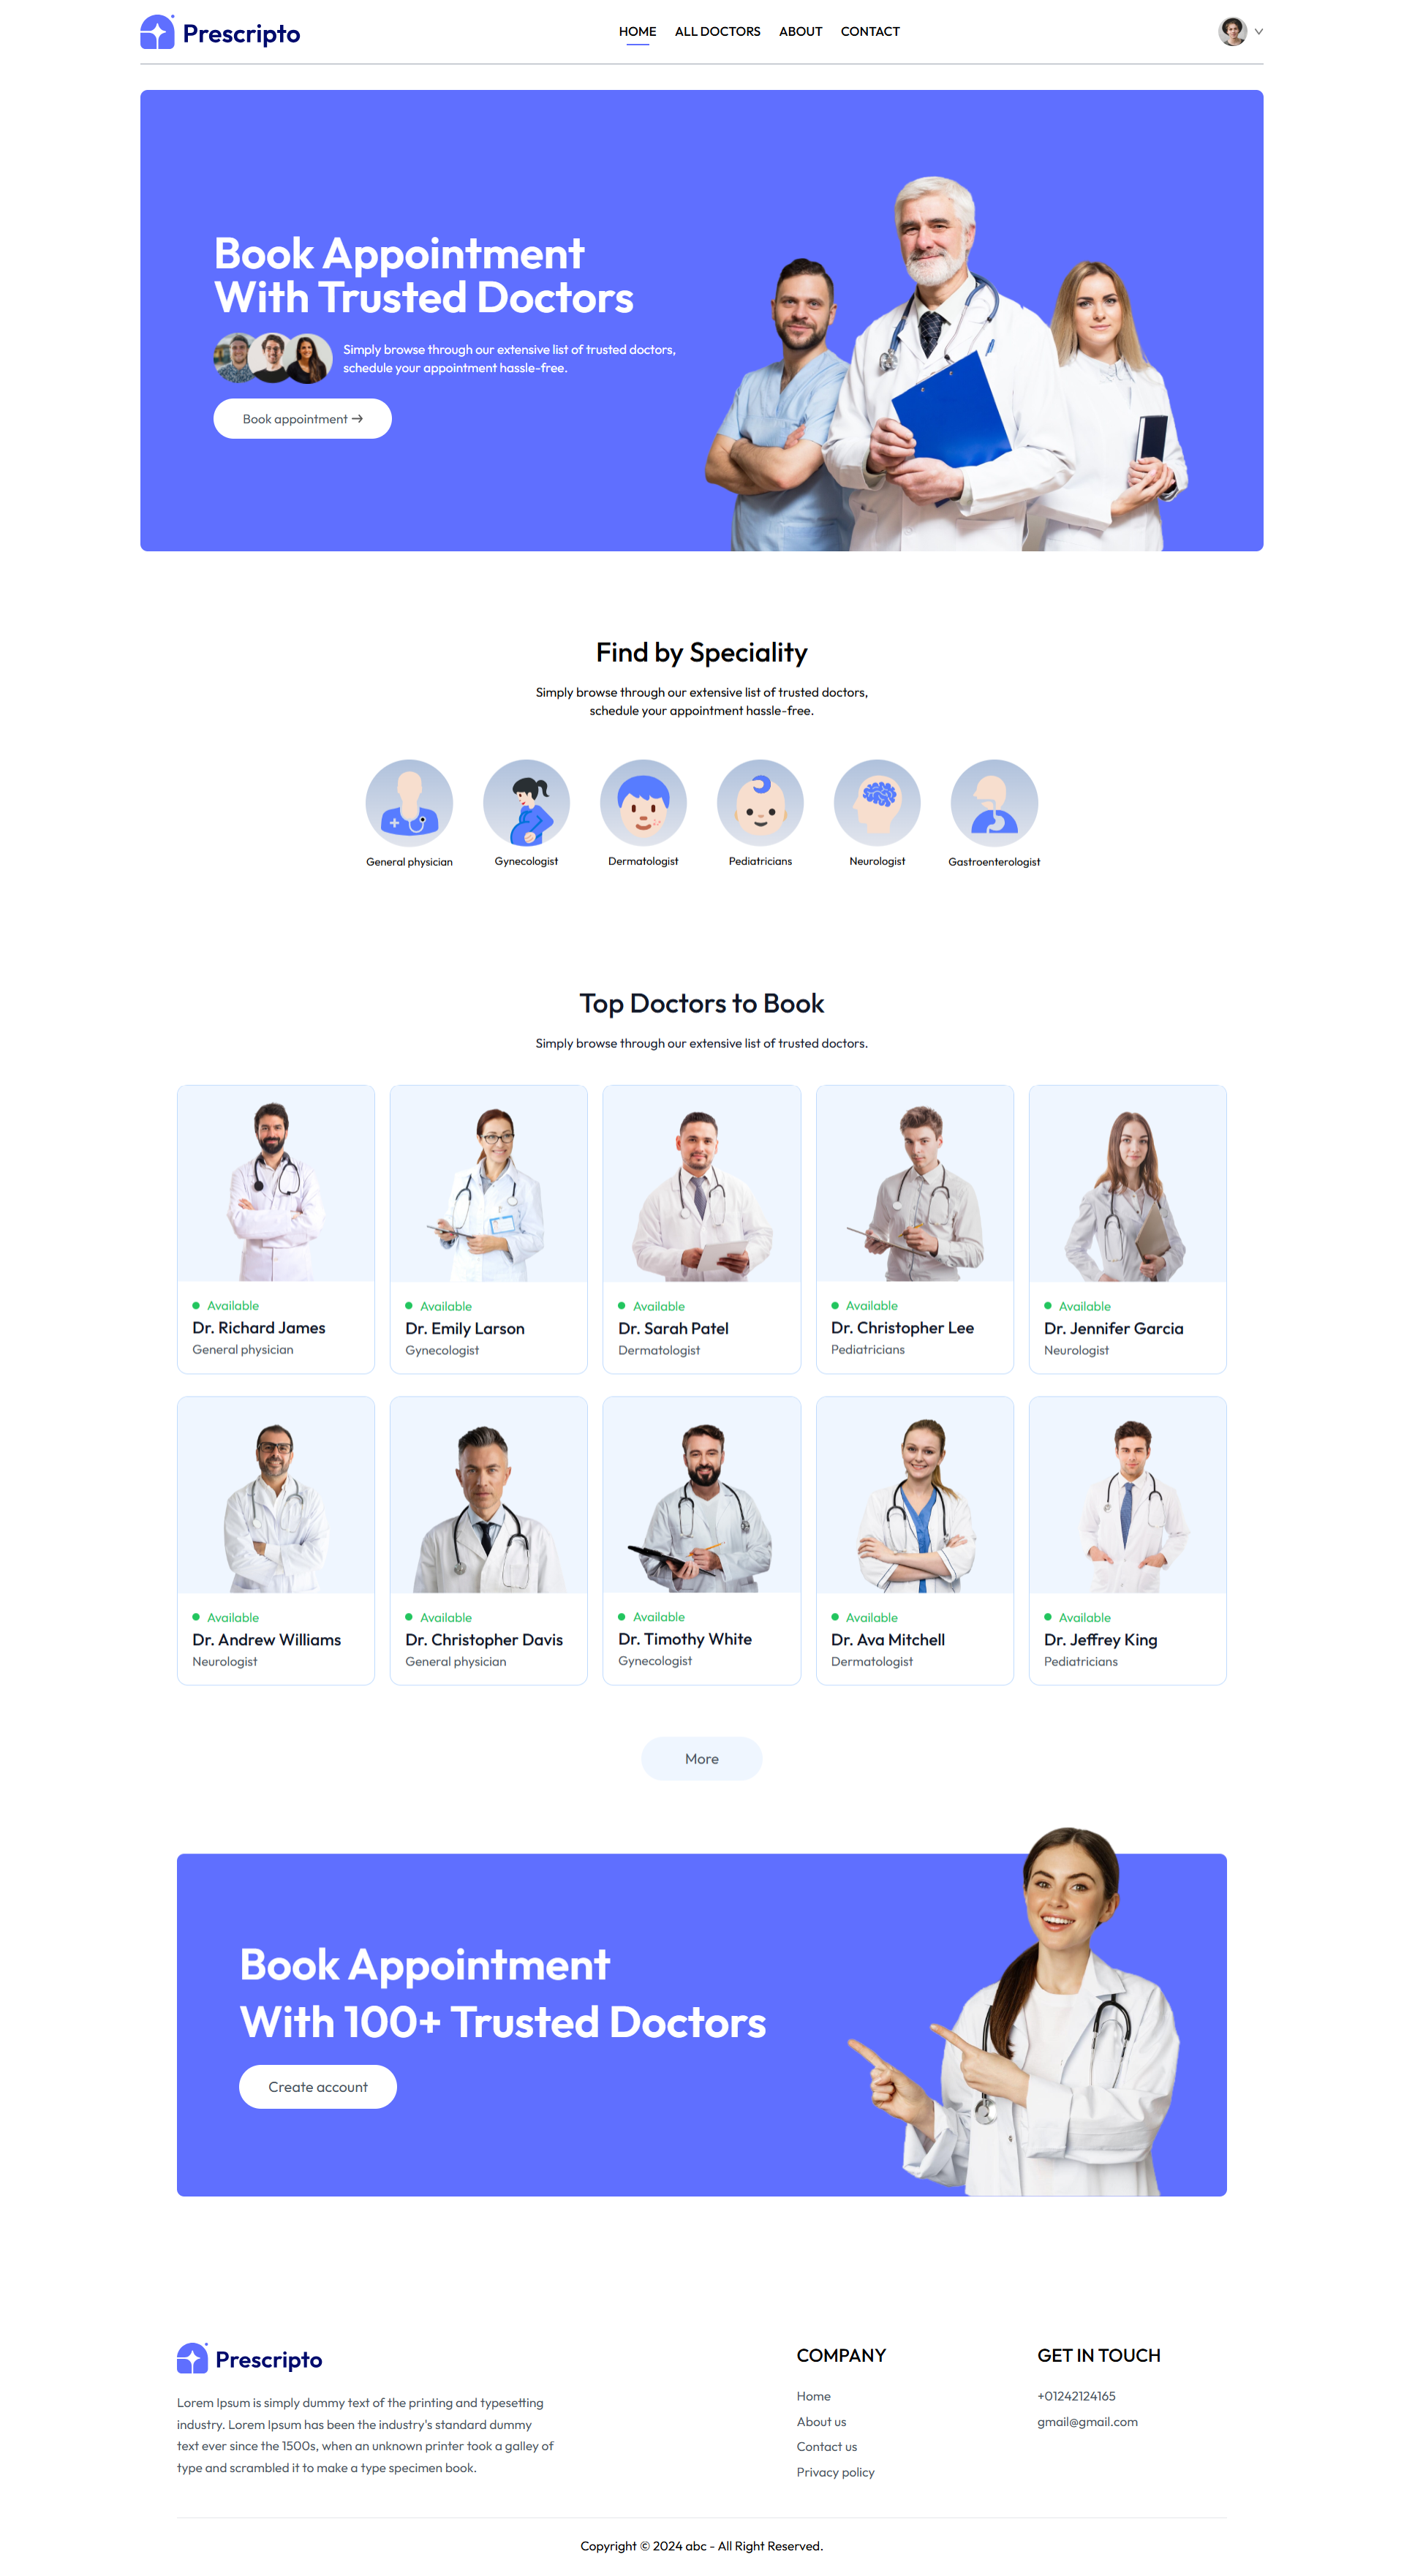 Prescripto
HOME
ALL DOCTORS
ABOUT
CONTACT
Book Appointment
With Trusted Doctors
Simply browse through our extensive list of trusted doctors,
schedule your appointment hassle-free.
Book appointment →
Find by Speciality
Simply browse through our extensive list of trusted doctors,
schedule your appointment hassle-free.
General physician
Gynecologist
Dermatologist
Pediatricians
Neurologist
Gastroenterologist
Top Doctors to Book
Simply browse through our extensive list of trusted doctors.
Available
Dr. Richard James
General physician
Available
Dr. Emily Larson
Gynecologist
Available
Dr. Sarah Patel
Dermatologist
Available
Dr. Christopher Lee
Pediatricians
Available
Dr. Jennifer Garcia
Neurologist
Available
Dr. Andrew Williams
Neurologist
Available
Dr. Christopher Davis
General physician
Available
Dr. Timothy White
Gynecologist
Available
Dr. Ava Mitchell
Dermatologist
Available
Dr. Jeffrey King
Pediatricians
More
Book Appointment
With 100+ Trusted Doctors
Create account
Prescripto
Lorem Ipsum is simply dummy text of the printing and typesetting
industry. Lorem Ipsum has been the industry's standard dummy
text ever since the 1500s, when an unknown printer took a galley of
type and scrambled it to make a type specimen book.
COMPANY
Home
About us
Contact us
Privacy policy
GET IN TOUCH
+01242124165
gmail@gmail.com
Copyright © 2024 abc - All Right Reserved.